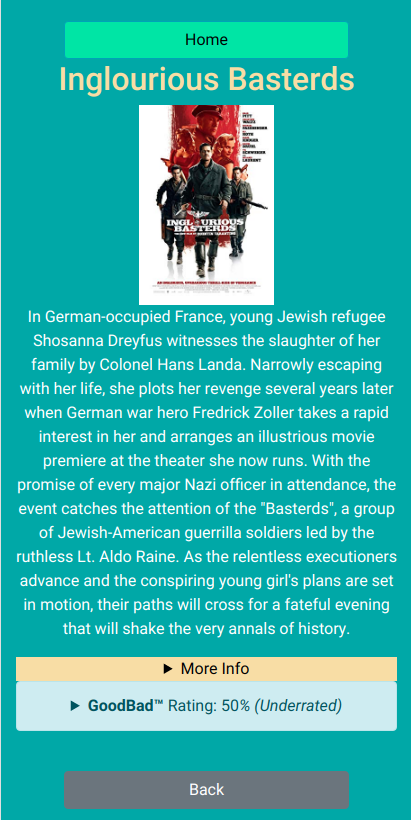 Home
Inglourious Basterds
INGLOURIOUS
BASTERDS
In German-occupied France, young Jewish refugee
Shosanna Dreyfus witnesses the slaughter of her
family by Colonel Hans Landa. Narrowly escaping
with her life, she plots her revenge several years later
when German war hero Fredrick Zoller takes a rapid
interest in her and arranges an illustrious movie
premiere at the theater she now runs. With the
promise of every major Nazi officer in attendance, the
event catches the attention of the "Basterds", a group
of Jewish-American guerrilla soldiers led by the
ruthless Lt. Aldo Raine. As the relentless executioners
advance and the conspiring young girl's plans are set
in motion, their paths will cross for a fateful evening
that will shake the very annals of history.
▶ More Info
▶ GoodBad™ Rating: 50% (Underrated)
Back